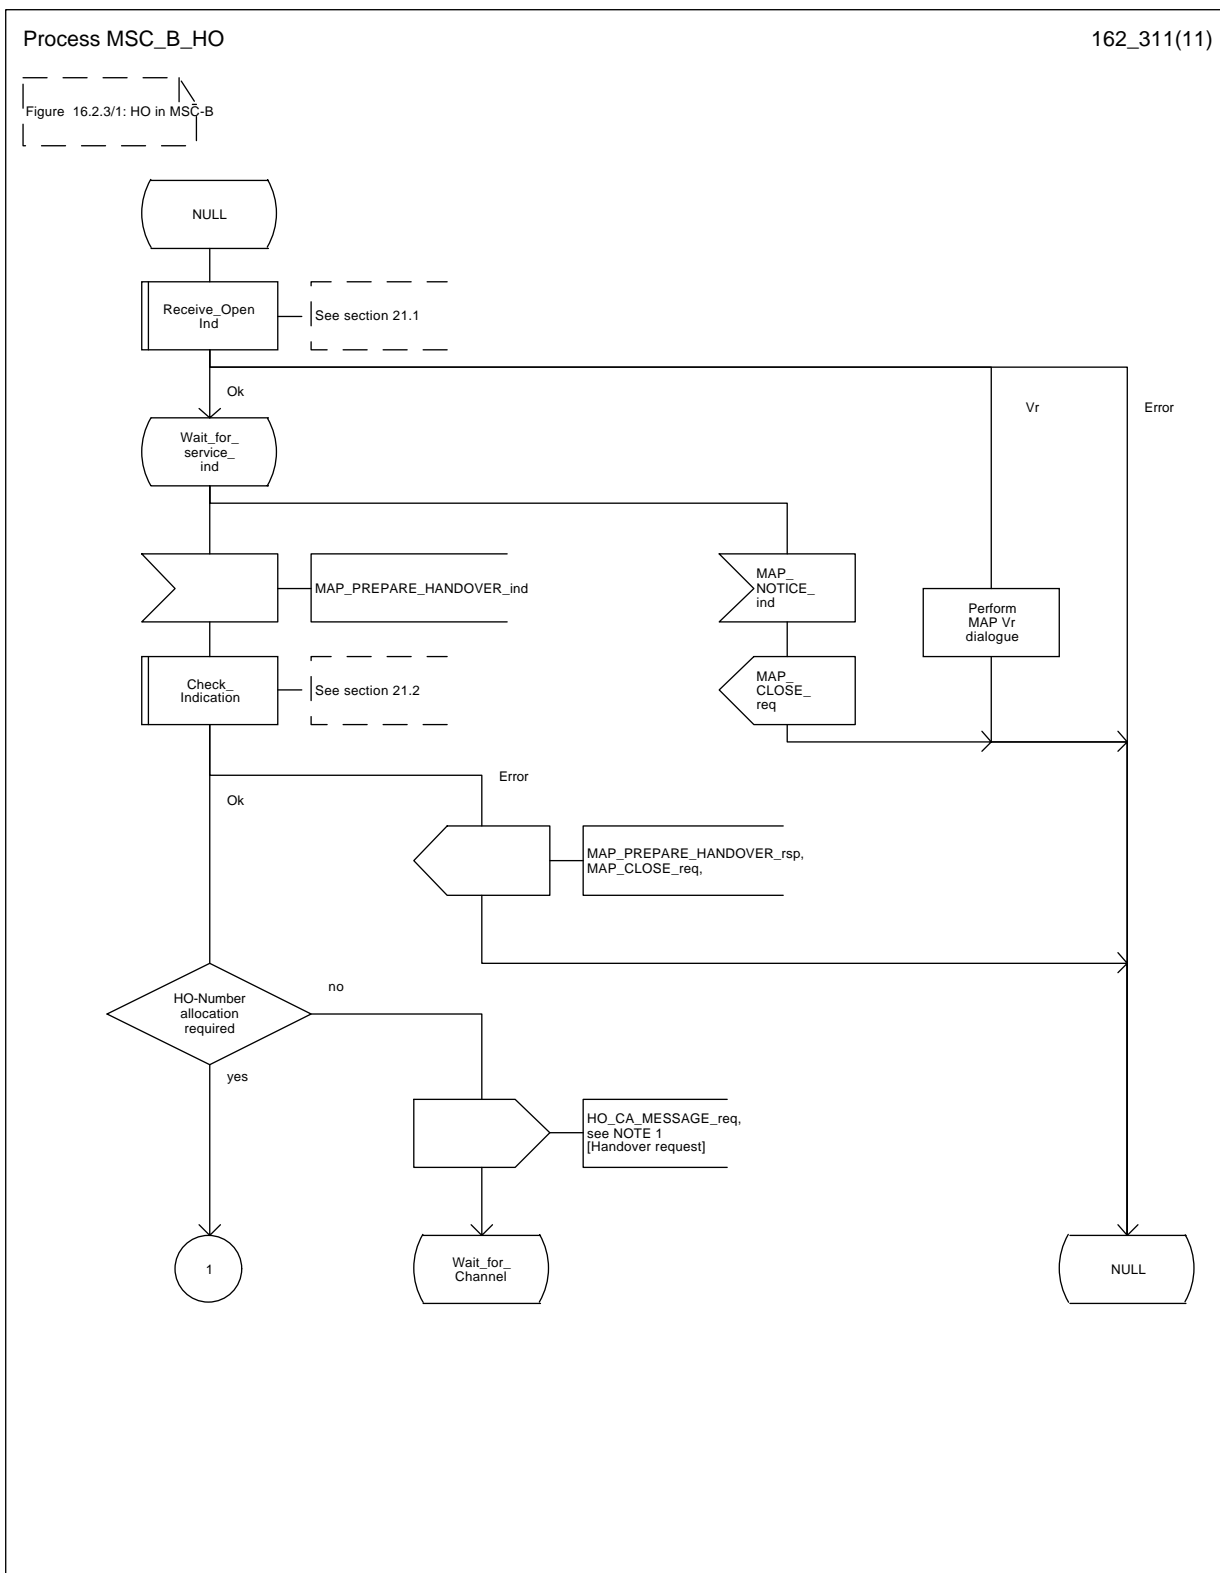 Process MSC_B_HO
162_311(11)
Figure 16.2.3/1: HO in MSC-B
NULL
Receive_Open
Ind
See section 21.1
Ok
Vr
Error
Wait_for_
service_
ind
MAP_PREPARE_HANDOVER_ind
MAP_
NOTICE_
ind
Perform
MAP Vr
dialogue
Check_
Indication
See section 21.2
MAP_
CLOSE_
req
Error
Ok
MAP_PREPARE_HANDOVER_rsp,
MAP_CLOSE_req,
HO-Number
allocation
required
no
yes
HO_CA_MESSAGE_req,
see NOTE 1
[Handover request]
1
Wait_for_
Channel
NULL